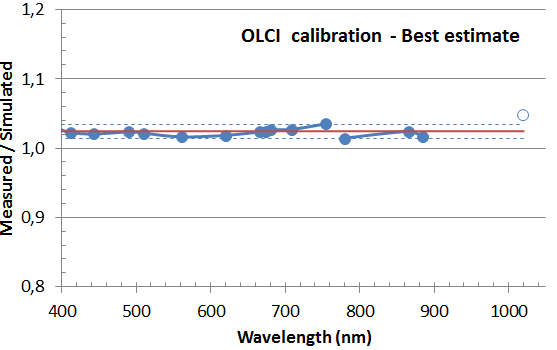 OLCI calibration - Best estimate
Measured / Simulated
1,2
1,1
1,0
0,9
0,8
400 500 600 700 800 900 1000
Wavelength (nm)